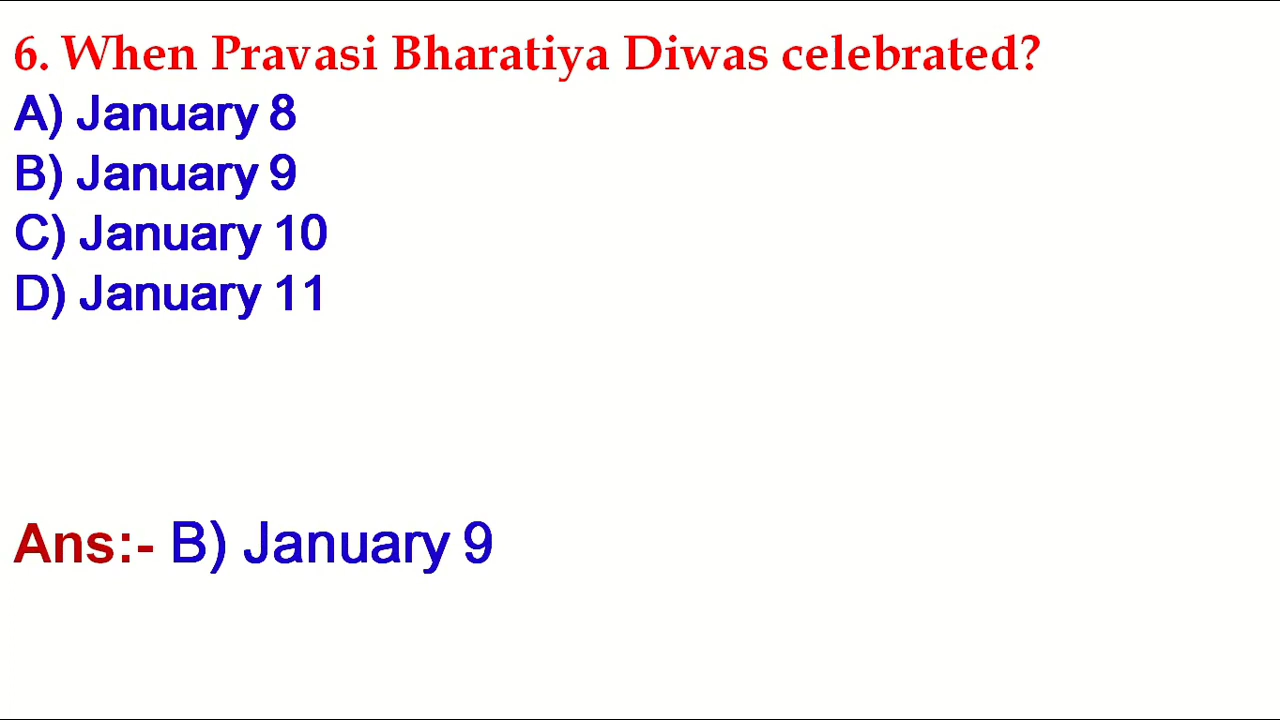 6. When Pravasi Bharatiya Diwas celebrated?
A) January 8
B) January 9
C) January 10
D) January 11
Ans:- B) January 9